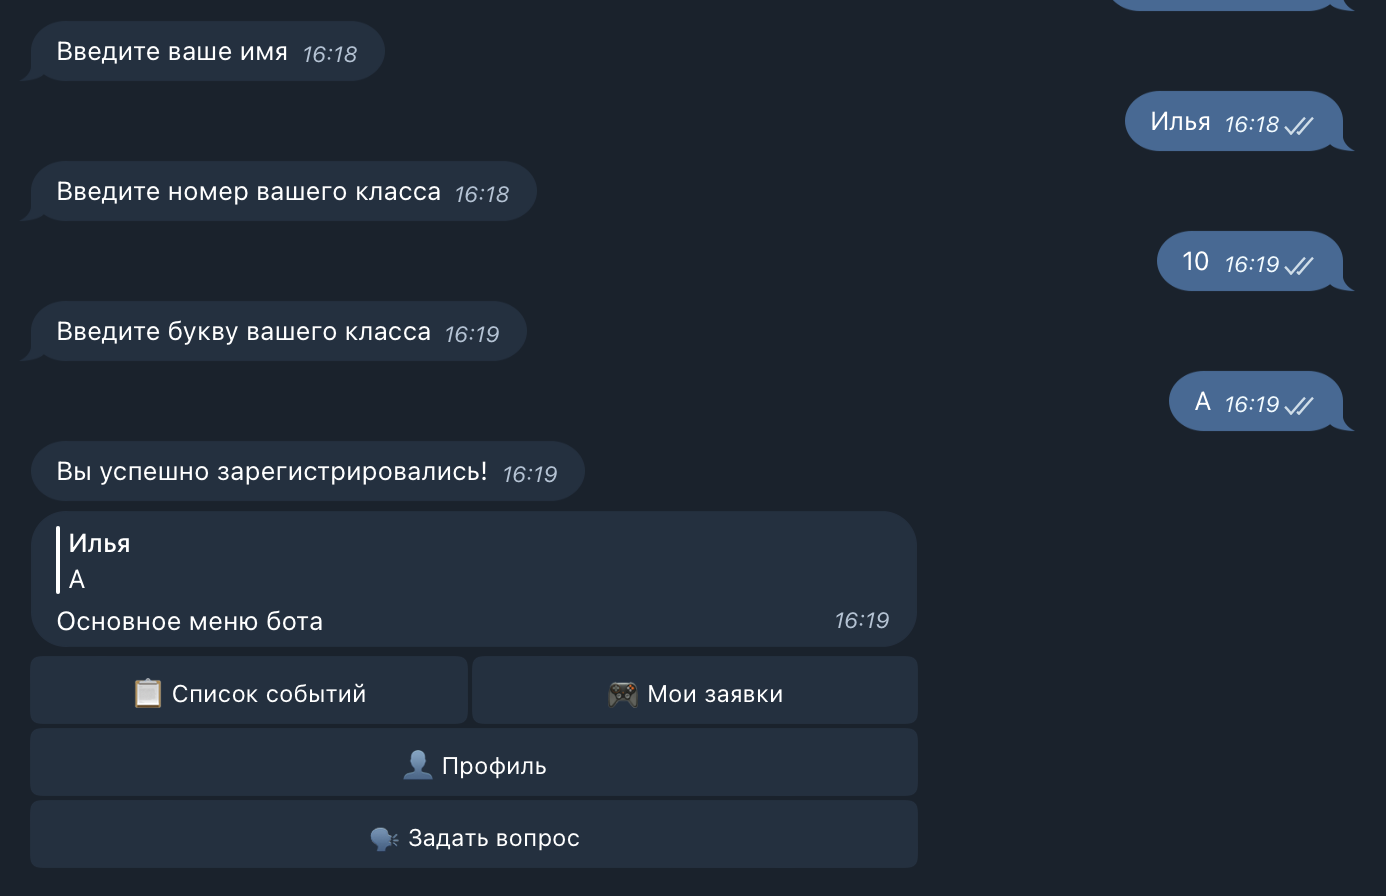 Введите ваше имя 16:18
Илья 16:18
Введите номер вашего класса 16:18
10 16:19
Введите букву вашего класса 16:19
А 16:19
Вы успешно зарегистрировались! 16:19
Илья
А
Основное меню бота 16:19
Список событий
Мои заявки
Профиль
Задать вопрос